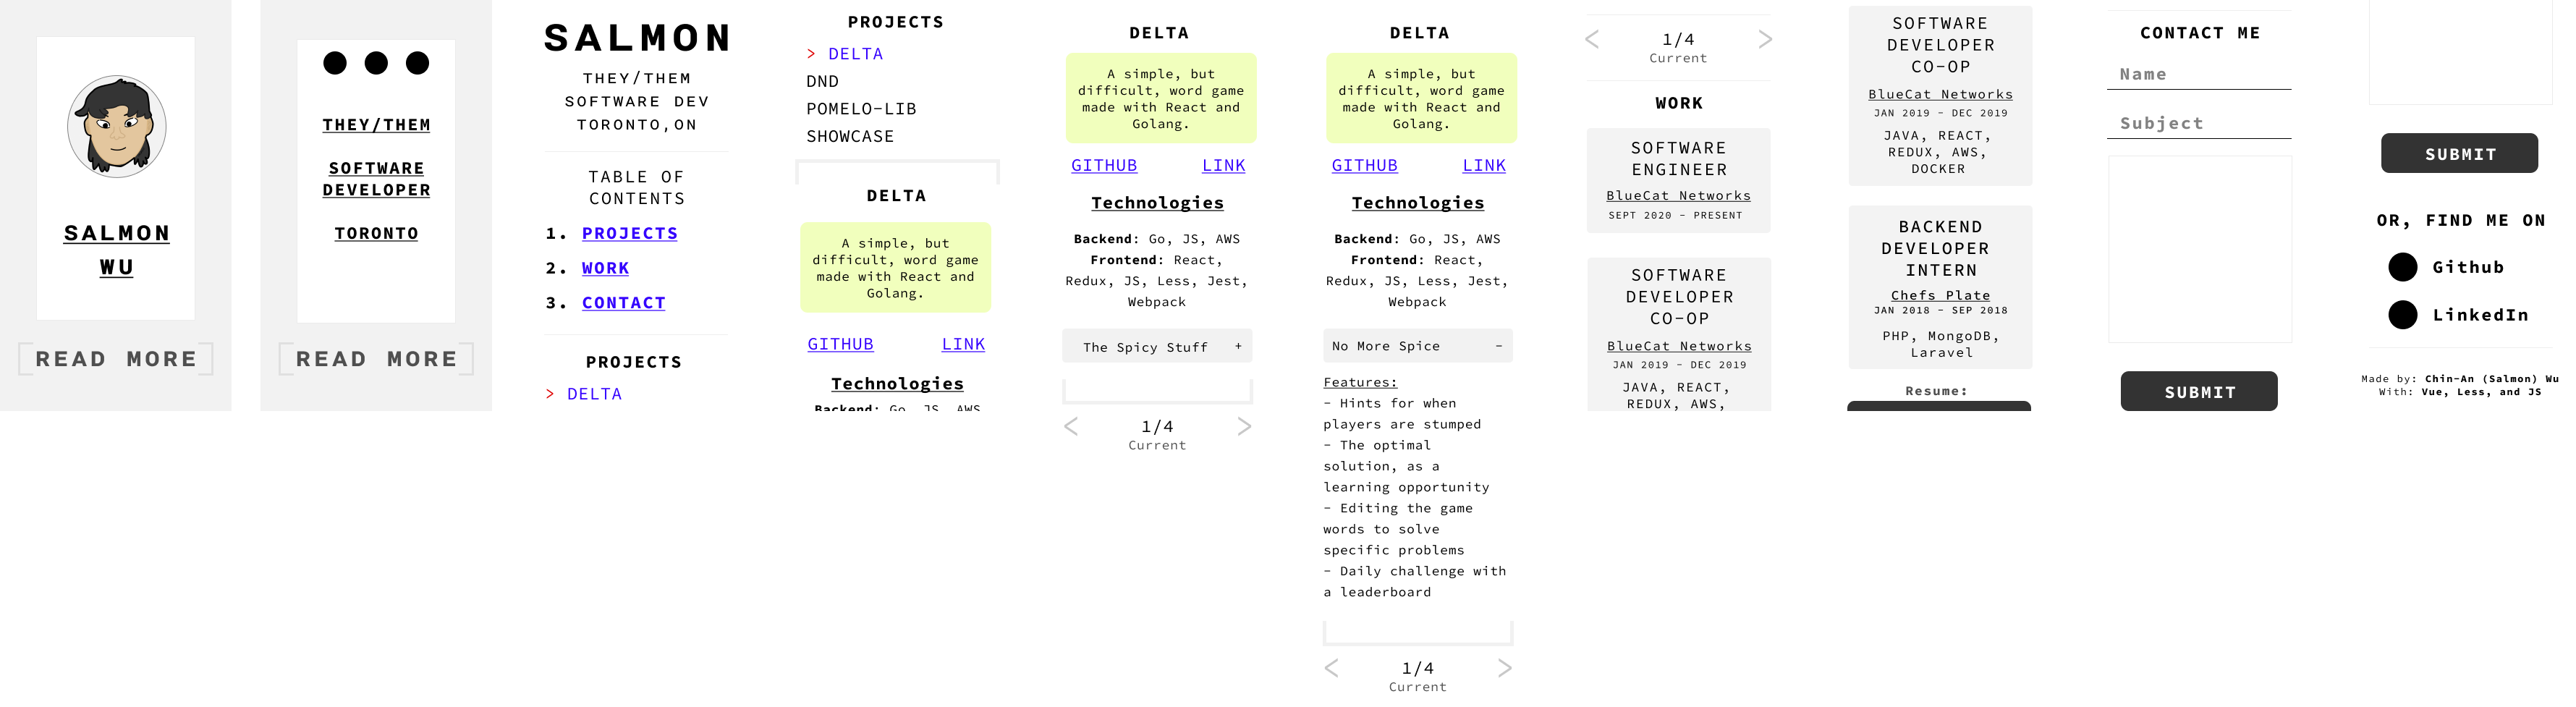 SALMON
WU
READ MORE
THEY/THEM
SOFTWARE
DEVELOPER
TORONTO
READ MORE
SALMON
THEY/THEM
SOFTWARE DEV
TORONTO,ON
TABLE OF
CONTENTS
1. PROJECTS
2. WORK
3. CONTACT
PROJECTS
> DELTA
PROJECTS
> DELTA
DND
POMELO-LIB
SHOWCASE
DELTA
A simple, but
difficult, word game
made with React and
Golang.
GITHUB LINK
Technologies
Backend: Go, JS, AWS
DELTA
A simple, but
difficult, word game
made with React and
Golang.
GITHUB LINK
Technologies
Backend: Go, JS, AWS
Frontend: React,
Redux, JS, Less, Jest,
Webpack
The Spicy Stuff +
< 1/4 >
Current
DELTA
A simple, but
difficult, word game
made with React and
Golang.
GITHUB LINK
Technologies
Backend: Go, JS, AWS
Frontend: React,
Redux, JS, Less, Jest,
Webpack
No More Spice -
Features:
- Hints for when
players are stumped
- The optimal
solution, as a
learning opportunity
- Editing the game
words to solve
specific problems
- Daily challenge with
a leaderboard
< 1/4 >
Current
< 1/4 >
Current
WORK
SOFTWARE
ENGINEER
BlueCat Networks
SEPT 2020 - PRESENT
SOFTWARE
DEVELOPER
CO-OP
BlueCat Networks
JAN 2019 - DEC 2019
JAVA, REACT,
REDUX, AWS,
SOFTWARE
DEVELOPER
CO-OP
BlueCat Networks
JAN 2019 - DEC 2019
JAVA, REACT,
REDUX, AWS,
DOCKER
BACKEND
DEVELOPER
INTERN
Chefs Plate
JAN 2018 - SEP 2018
PHP, MongoDB,
Laravel
Resume:
CONTACT ME
Name
Subject
SUBMIT
SUBMIT
OR, FIND ME ON
Github
LinkedIn
Made by: Chin-An (Salmon) Wu
With: Vue, Less, and JS